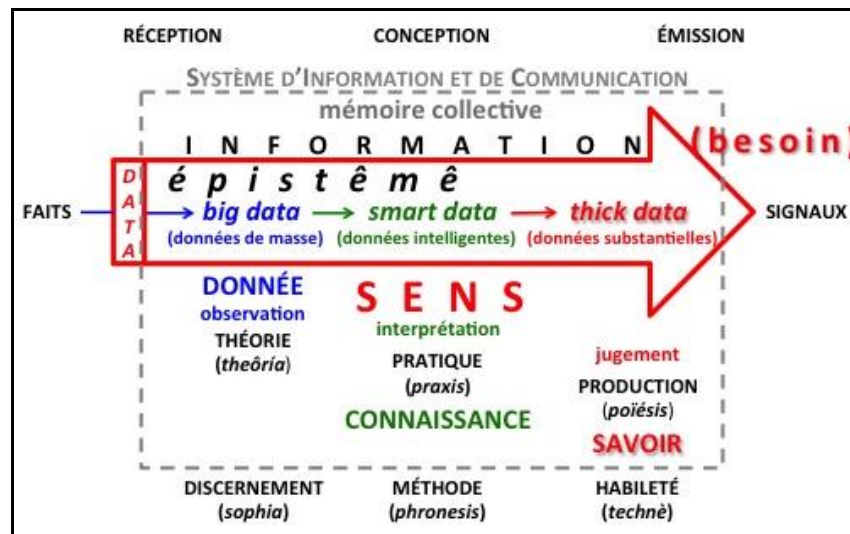 RÉCEPTION CONCEPTION ÉMISSION
SYSTÈME D'INFORMATION ET DE COMMUNICATION
mémoire collective
INFORMATION (besoin)
DATA
épistêmê
FAITS big data smart data thick data SIGNAUX
(données de masse) (données intelligentes) (données substantielles)
DONNÉE
observation
THÉORIE
(theôría)
SENS
interprétation
PRATIQUE
(praxis)
CONNAISSANCE
jugement
PRODUCTION
(poïésis)
SAVOIR
DISCERNEMENT MÉTHODE HABILETÉ
(sophia) (phronesis) (technè)